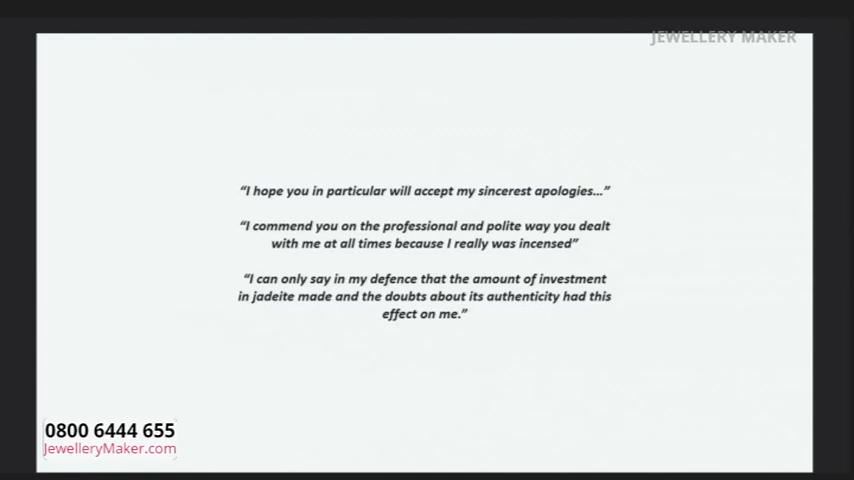 JEWELLERY MAKER
“I hope you in particular will accept my sincerest apologies...”
“I commend you on the professional and polite way you dealt
with me at all times because I really was incensed”
“I can only say in my defence that the amount of investment
in jadeite made and the doubts about its authenticity had this
effect on me.”
0800 6444 655
JewelleryMaker.com